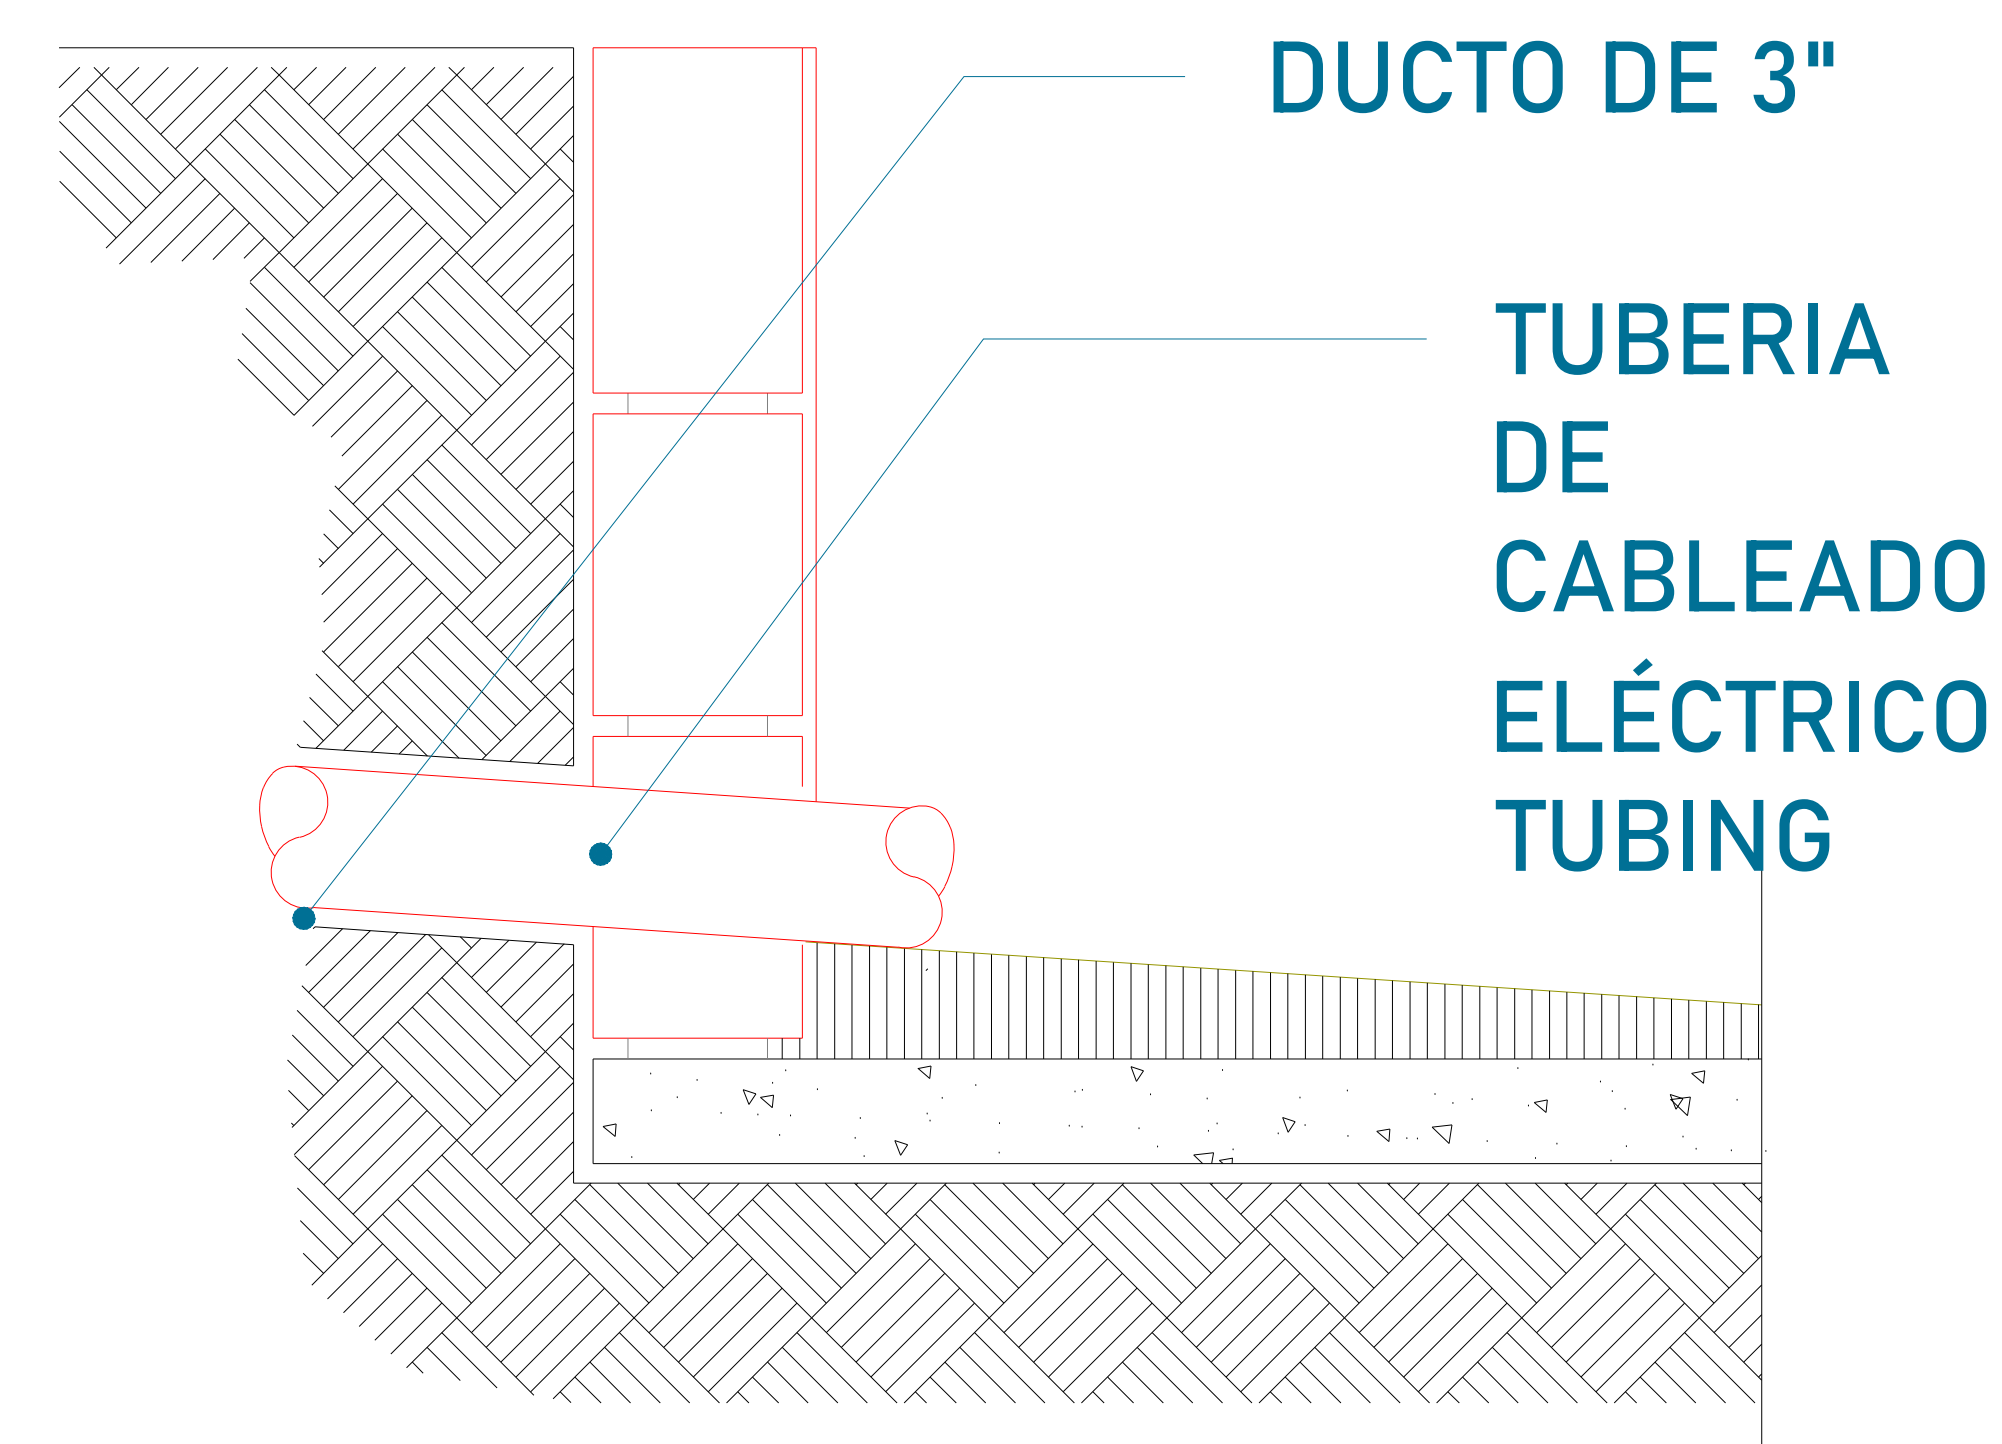 DUCTO DE 3"
TUBERIA
DE
CABLEADO
ELÉCTRICO
TUBING